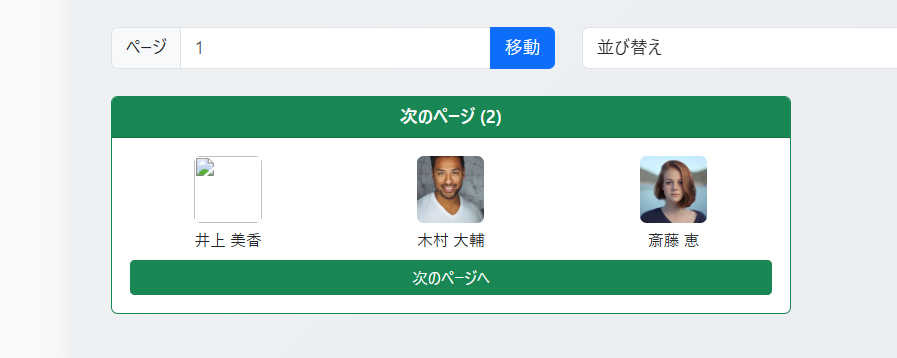 ページ 1 移動 並び替え
次のページ (2)
井上 美香 木村 大輔 斎藤 恵
次のページへ